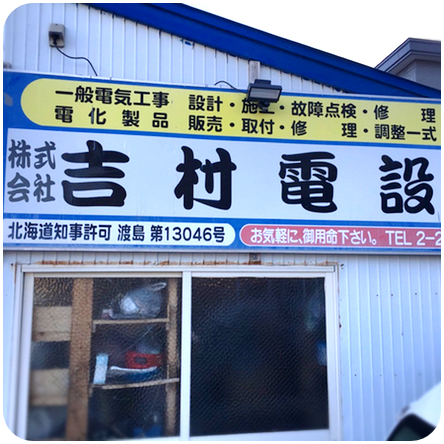 一般電気工事 設計・施工・故障点検・修 理
電化製品 販売・取付・修 理・調整一式
株式会社 吉村電設
北海道知事許可 渡島 第13046号
お気軽に、御用命下さい。TEL 2-2